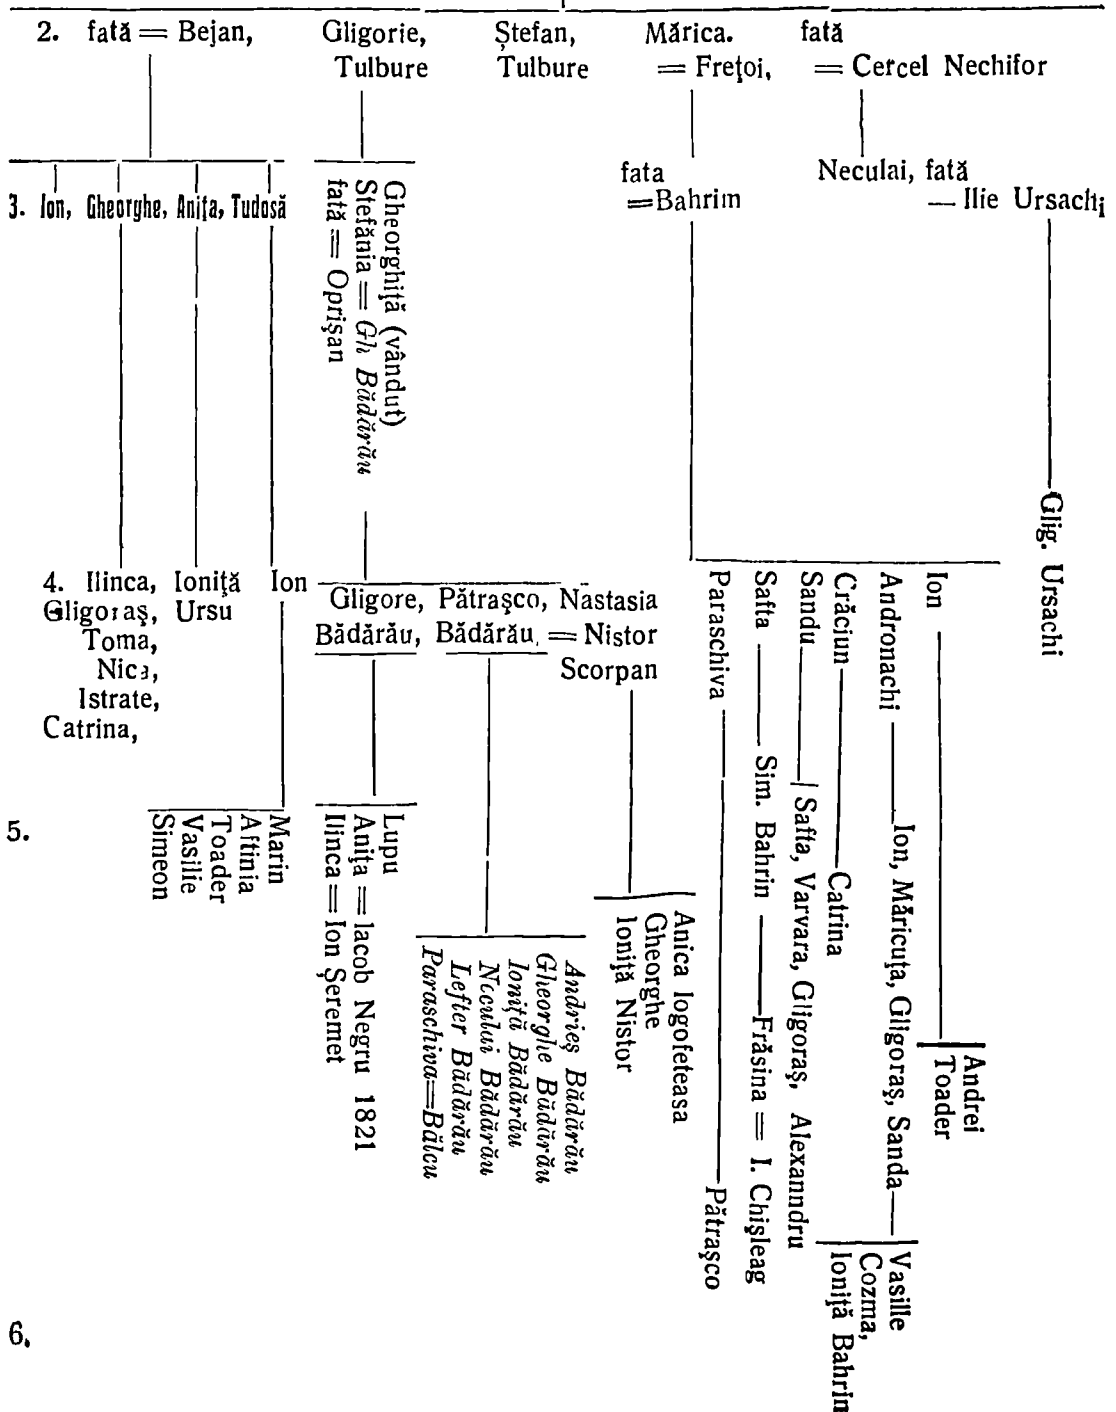 2. fată = Bejan,
Gligorie,
Tulbure
Ștefan,
Tulbure
Mărica.
= Frețoi,
fată
= Cercel Nechifor
3. Ion, Gheorghe, Anița, Tudosă
Gheorghiță (vândut)
Ștefănia = Gh Bădărău
fată = Oprișan
fata
=Bahrim
Neculai, fată
— Ilie Ursachi
Glig. Ursachi
4. Ilinca,
Gligoraș,
Toma,
Nica,
Istrate,
Catrina,
Ioniță
Ursu
Ion
Gligore,
Bădărău,
Pătrașco,
Bădărău,
Nastasia
= Nistor
Scorpan
Paraschiva
Safta
Sandu
Crăciun
Andronachi
Ion
5.
Marin
Aftinia
Toader
Vasilie
Simeon
Lupu
Anița = Iacob Negru 1821
Ilinca = Ion Șeremet
Andrieș Bădărău
Gheorghe Bădărău
Ioniță Bădărău
Necului Bădărău
Lefter Bădărău
Paraschiva=Bălcu
Anica logofeteasa
Gheorghe
Ioniță Nistor
Pătrașco
Sim. Bahrin — Frăsina = I. Chișleag
Safta, Varvara, Gligoraș, Alexanndru
Catrina
Ion, Măricuța, Gligoraș, Sanda
Andrei
Toader
6.
Vasille
Cozma,
Ioniță Bahrin